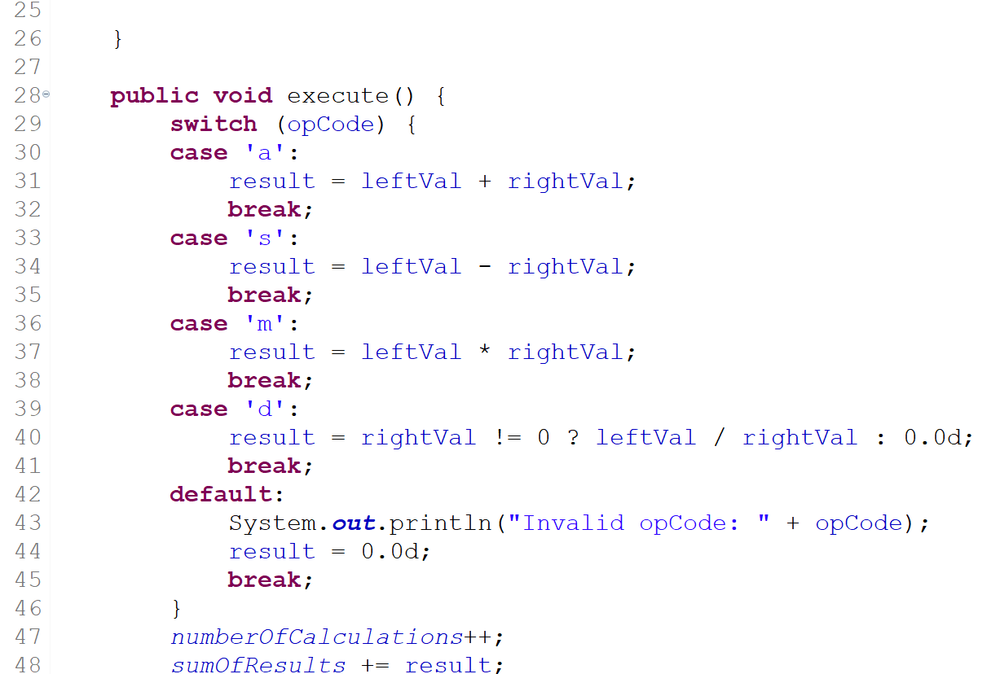 25
26 }
27
28 public void execute() {
29 switch (opCode) {
30 case 'a':
31 result = leftVal + rightVal;
32 break;
33 case 's':
34 result = leftVal - rightVal;
35 break;
36 case 'm':
37 result = leftVal * rightVal;
38 break;
39 case 'd':
40 result = rightVal != 0 ? leftVal / rightVal : 0.0d;
41 break;
42 default:
43 System.out.println("Invalid opCode: " + opCode);
44 result = 0.0d;
45 break;
46 }
47 numberOfCalculations++;
48 sumOfResults += result;